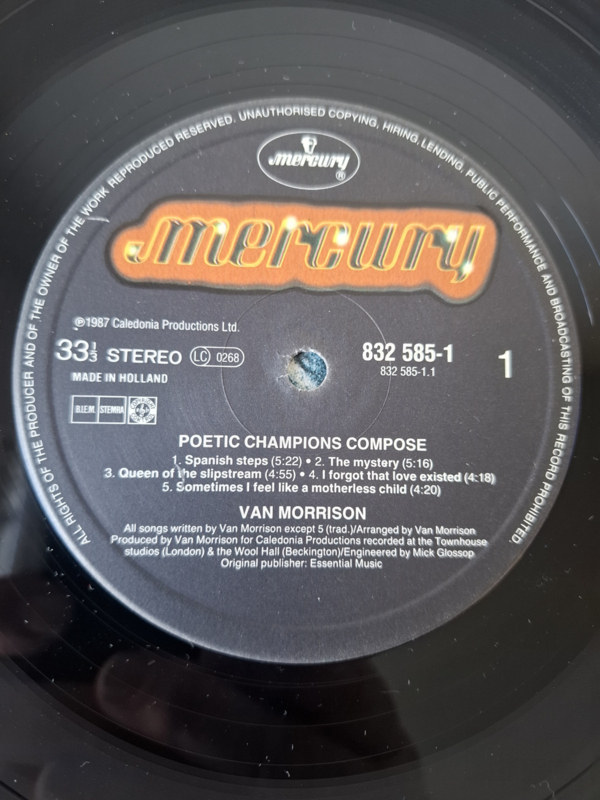 ALL RIGHTS OF THE PRODUCER AND OF THE OWNER OF THE WORK REPRODUCED RESERVED. UNAUTHORISED COPYING, HIRING, LENDING, PUBLIC PERFORMANCE AND BROADCASTING OF THIS RECORD PROHIBITED.
mercury
®
mercury
℗1987 Caledonia Productions Ltd.
33⅓ STEREO LC 0268
832 585-1
1
MADE IN HOLLAND
832 585-1.1
B.I.E.M. STEMRA
POETIC CHAMPIONS COMPOSE
1. Spanish steps (5:22) • 2. The mystery (5:16)
3. Queen of the slipstream (4:55) • 4. I forgot that love existed (4:18)
5. Sometimes I feel like a motherless child (4:20)
VAN MORRISON
All songs written by Van Morrison except 5 (trad.)/Arranged by Van Morrison
Produced by Van Morrison for Caledonia Productions recorded at the Townhouse
studios (London) & the Wool Hall (Beckington)/Engineered by Mick Glossop
Original publisher: Essential Music